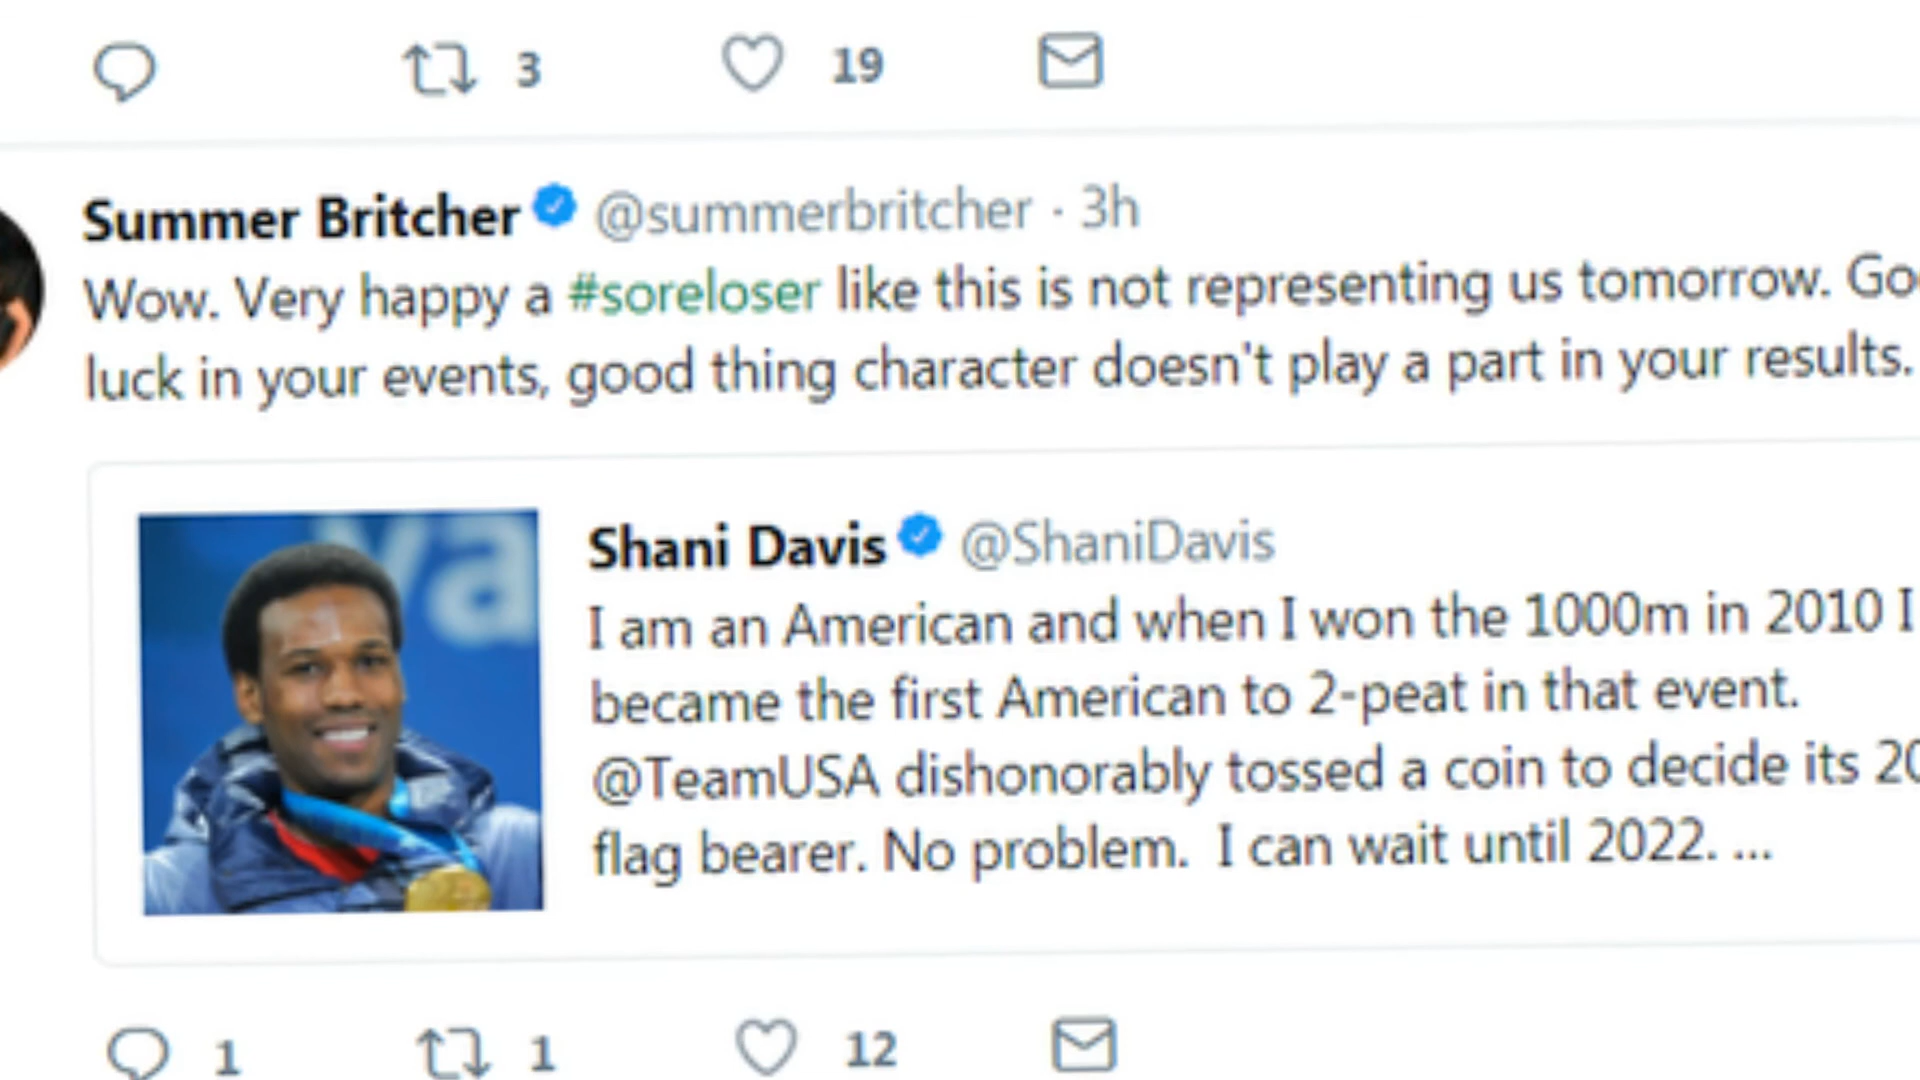 3 19
Summer Britcher @summerbritcher · 3h
Wow. Very happy a #soreloser like this is not representing us tomorrow.
luck in your events, good thing character doesn't play a part in your results.
va
Shani Davis @ShaniDavis
I am an American and when I won the 1000m in 2010 I
became the first American to 2-peat in that event.
@TeamUSA dishonorably tossed a coin to decide its
flag bearer. No problem. I can wait until 2022. ...
1 1 12